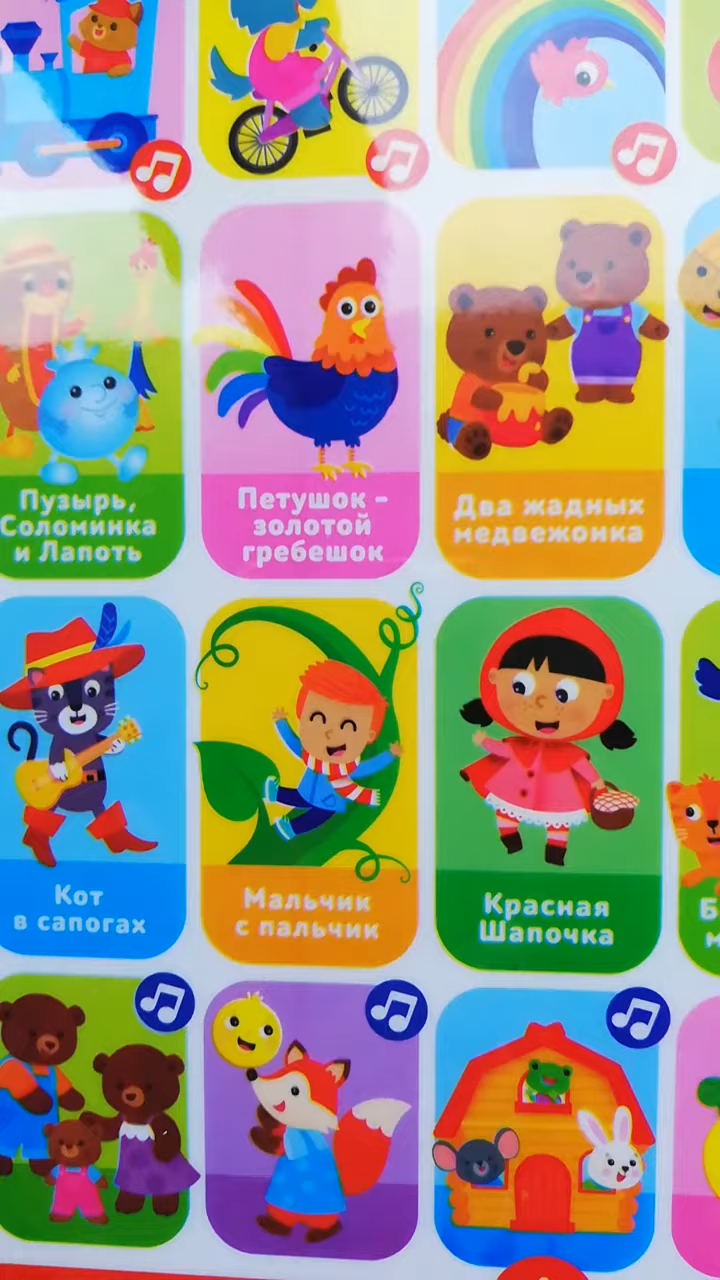 Пузырь,
Соломинка
и Лапоть
Петушок -
золотой
гребешок
Два жадных
медвежонка
Кот
в сапогах
Мальчик
с пальчик
Красная
Шапочка